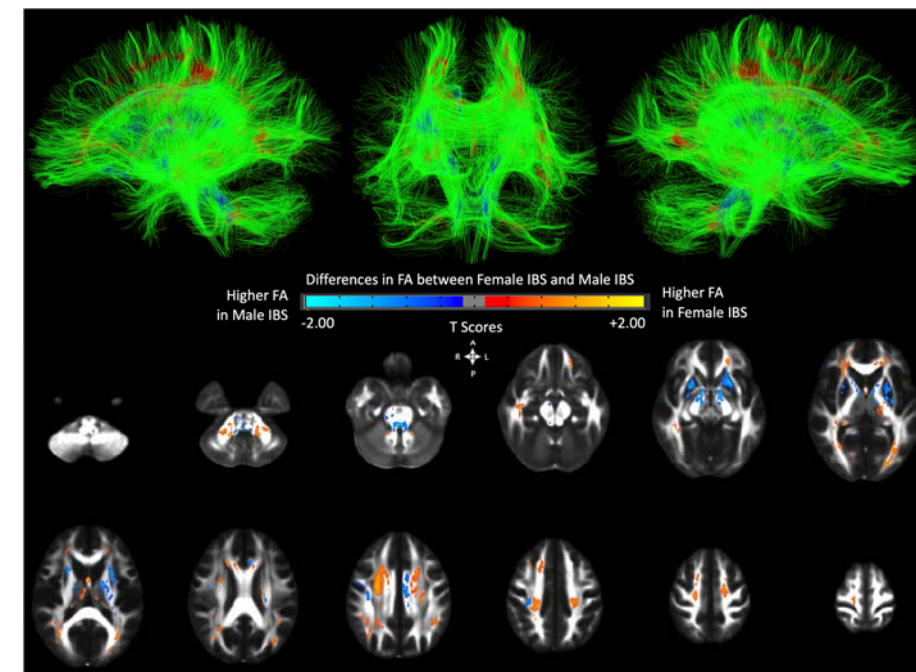 Differences in FA between Female IBS and Male IBS
Higher FA
in Male IBS
Higher FA
in Female IBS
-2.00
T Scores
+2.00
A
R
L
P